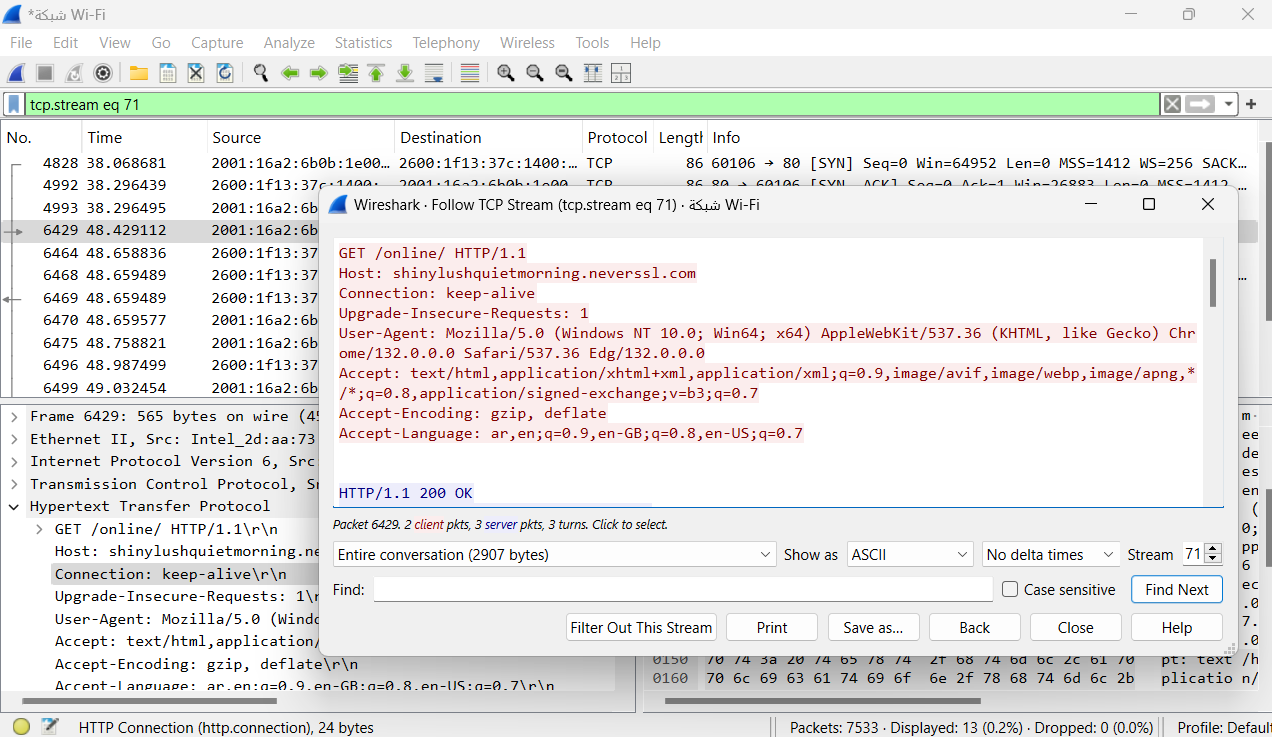 *شبكة Wi-Fi
File Edit View Go Capture Analyze Statistics Telephony Wireless Tools Help
tcp.stream eq 71
No. Time Source Destination Protocol Length Info
4828 38.068681 2001:16a2:6b0b:1e00… 2600:1f13:37c:1400:… TCP 86 60106 → 80 [SYN] Seq=0 Win=64952 Len=0 MSS=1412 WS=256 SACK…
4992 38.296439 2600:1f13:37c:1400:… 2001:16a2:6b0b:1e00… TCP 86 80 → 60106 [SYN, ACK] Seq=0 Ack=1 Win=26883 Len=0 MSS=1412 …
4993 38.296495 2001:16a2:6b
6429 48.429112 2001:16a2:6b
6464 48.658836 2600:1f13:37
6468 48.659489 2600:1f13:37
6469 48.659489 2600:1f13:37
6470 48.659577 2001:16a2:6b
6475 48.758821 2001:16a2:6b
6496 48.987499 2600:1f13:37
6499 49.032454 2001:16a2:6b
Wireshark · Follow TCP Stream (tcp.stream eq 71) · شبكة Wi-Fi
GET /online/ HTTP/1.1
Host: shinylushquietmorning.neverssl.com
Connection: keep-alive
Upgrade-Insecure-Requests: 1
User-Agent: Mozilla/5.0 (Windows NT 10.0; Win64; x64) AppleWebKit/537.36 (KHTML, like Gecko) Chr
ome/132.0.0.0 Safari/537.36 Edg/132.0.0.0
Accept: text/html,application/xhtml+xml,application/xml;q=0.9,image/avif,image/webp,image/apng,*
/*;q=0.8,application/signed-exchange;v=b3;q=0.7
Accept-Encoding: gzip, deflate
Accept-Language: ar,en;q=0.9,en-GB;q=0.8,en-US;q=0.7
HTTP/1.1 200 OK
Packet 6429. 2 client pkts, 3 server pkts, 3 turns. Click to select.
Entire conversation (2907 bytes) Show as ASCII No delta times Stream 71
Find: Case sensitive Find Next
Filter Out This Stream Print Save as… Back Close Help
Frame 6429: 565 bytes on wire (45
Ethernet II, Src: Intel_2d:aa:73
Internet Protocol Version 6, Src
Transmission Control Protocol, S
Hypertext Transfer Protocol
GET /online/ HTTP/1.1\r\n
Host: shinylushquietmorning.ne
Connection: keep-alive\r\n
Upgrade-Insecure-Requests: 1\r
User-Agent: Mozilla/5.0 (Windo
Accept: text/html,application/
Accept-Encoding: gzip, deflate\r\n
Accept-Language: ar,en;q=0.9,en-GB;q=0.8,en-US;q=0.7\r\n
0150 70 74 3a 20 74 65 78 74 2f 68 74 6d 6c 2c 61 70 pt: text /h
0160 70 6c 69 63 61 74 69 6f 6e 2f 78 68 74 6d 6c 2b plicatio n/
HTTP Connection (http.connection), 24 bytes Packets: 7533 · Displayed: 13 (0.2%) · Dropped: 0 (0.0%) Profile: Default